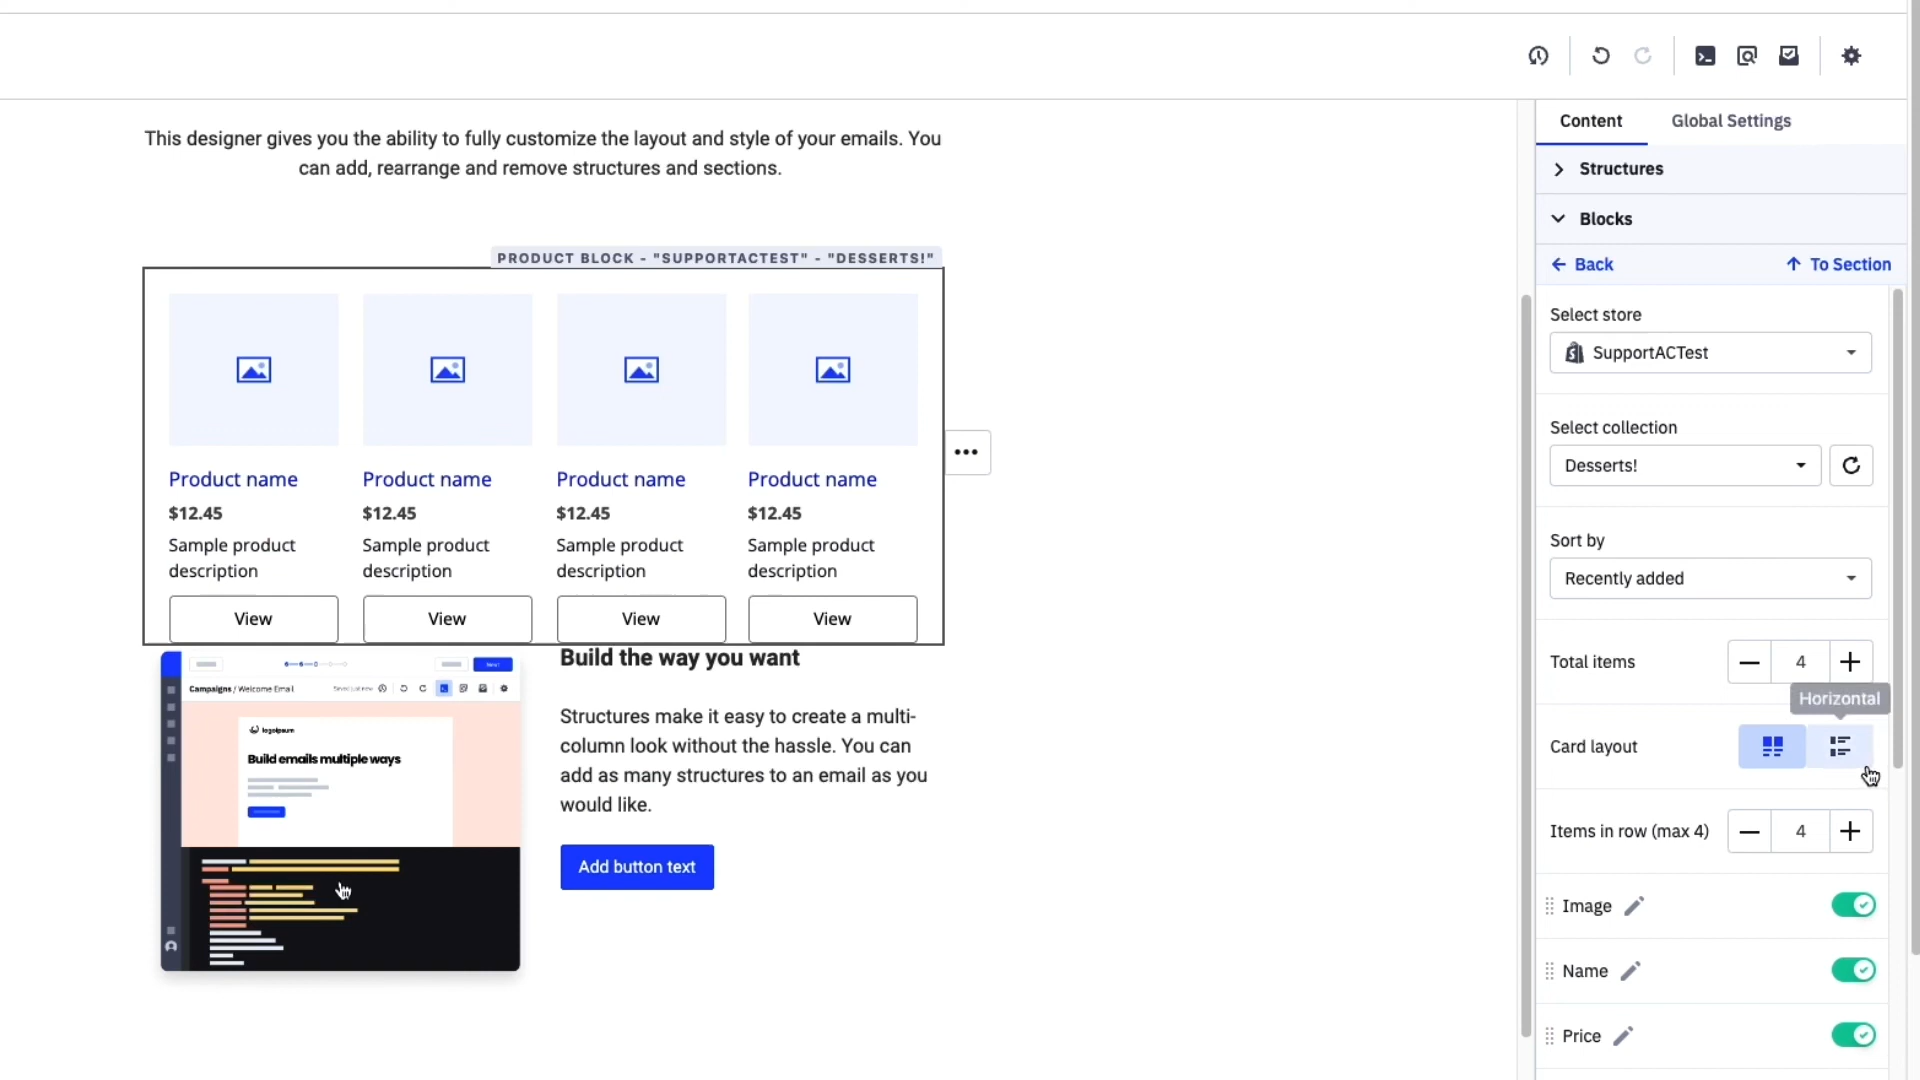 This designer gives you the ability to fully customize the layout and style of your emails. You
can add, rearrange and remove structures and sections.
PRODUCT BLOCK - "SUPPORTACTEST" - "DESSERTS!"
Product name Product name Product name Product name
$12.45 $12.45 $12.45 $12.45
Sample product Sample product Sample product Sample product
description description description description
View View View View
Campaigns / Welcome Email
logoipsum
Build emails multiple ways
Build the way you want
Structures make it easy to create a multi-
column look without the hassle. You can
add as many structures to an email as you
would like.
Add button text
Content Global Settings
Structures
Blocks
Back To Section
Select store
SupportACTest
Select collection
Desserts!
Sort by
Recently added
Total items 4
Horizontal
Card layout
Items in row (max 4) 4
Image
Name
Price